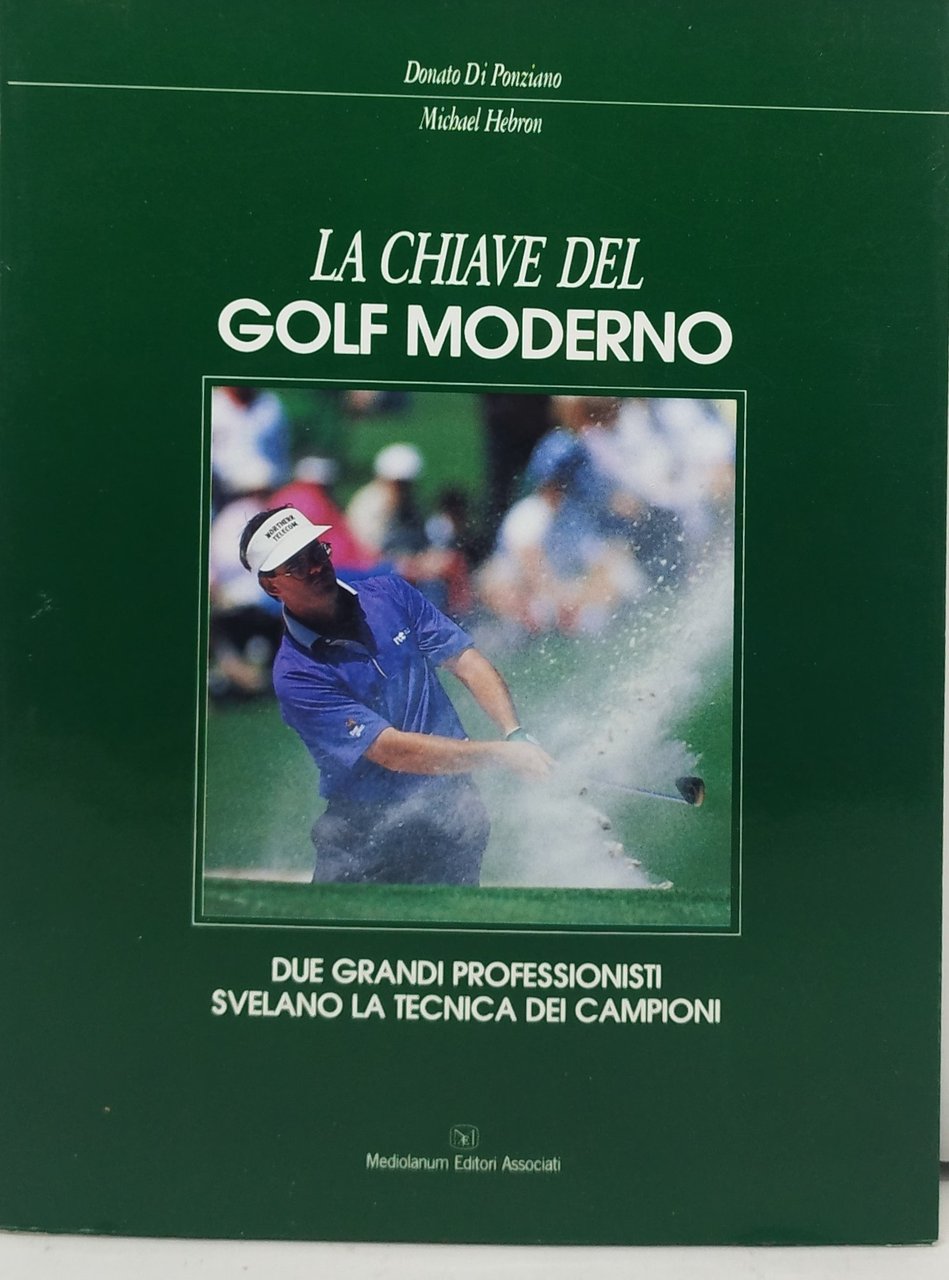 Donato Di Ponziano
Michael Hebron
LA CHIAVE DEL
GOLF MODERNO
NORTHERN
TELECOM
DUE GRANDI PROFESSIONISTI
SVELANO LA TECNICA DEI CAMPIONI
Mediolanum Editori Associati